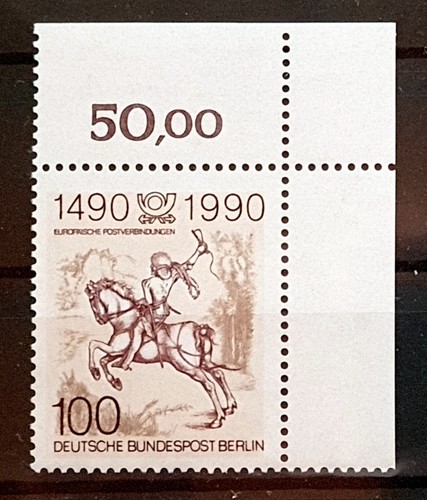 50,00
1490 1990
EUROPÄISCHE POSTVERBINDUNGEN
100
DEUTSCHE BUNDESPOST BERLIN